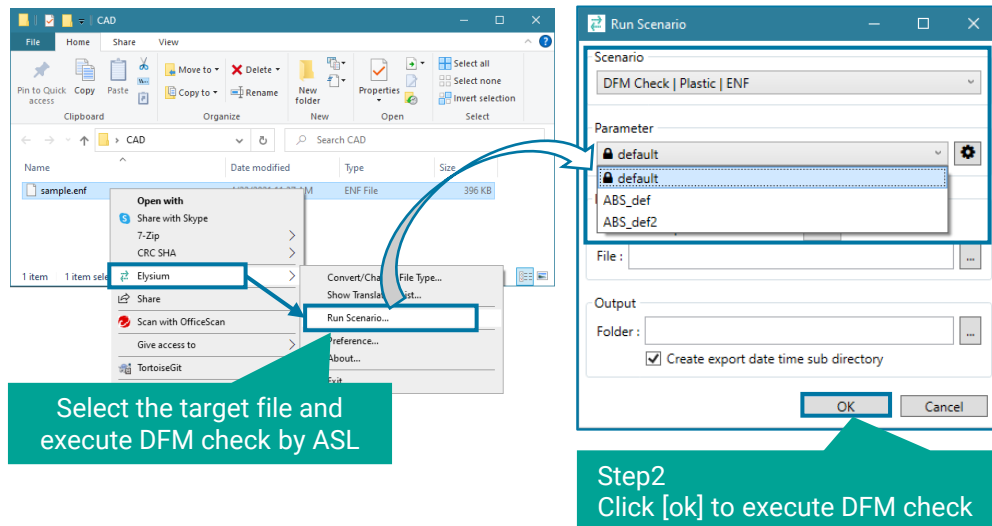 CAD
File Home Share View
Pin to Quick access
Copy
Paste
Move to
Copy to
Delete
Rename
New folder
Properties
Select all
Select none
Invert selection
Clipboard Organize New Open Select
CAD
Search CAD
Name Date modified Type Size
sample.enf ENF File 396 KB
Open with
Share with Skype
7-Zip
CRC SHA
1 item 1 item
Elysium
Share
Scan with OfficeScan
Give access to
TortoiseGit
Convert/ File Type...
Show
Run Scenario...
Preference...
About...
Exit
Select the target file and
execute DFM check by ASL
Run Scenario
Scenario
DFM Check | Plastic | ENF
Parameter
default
default
ABS_def
ABS_def2
File : ...
Output
Folder : ...
Create export date time sub directory
OK Cancel
Step2
Click [ok] to execute DFM check